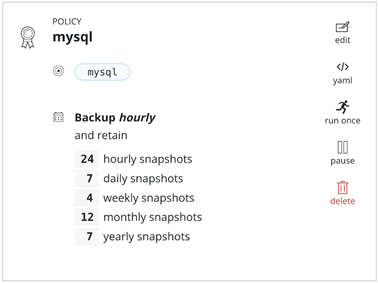 POLICY
mysql
mysql
Backup hourly
and retain
24 hourly snapshots
7 daily snapshots
4 weekly snapshots
12 monthly snapshots
7 yearly snapshots
edit
</>
yaml
run once
pause
delete